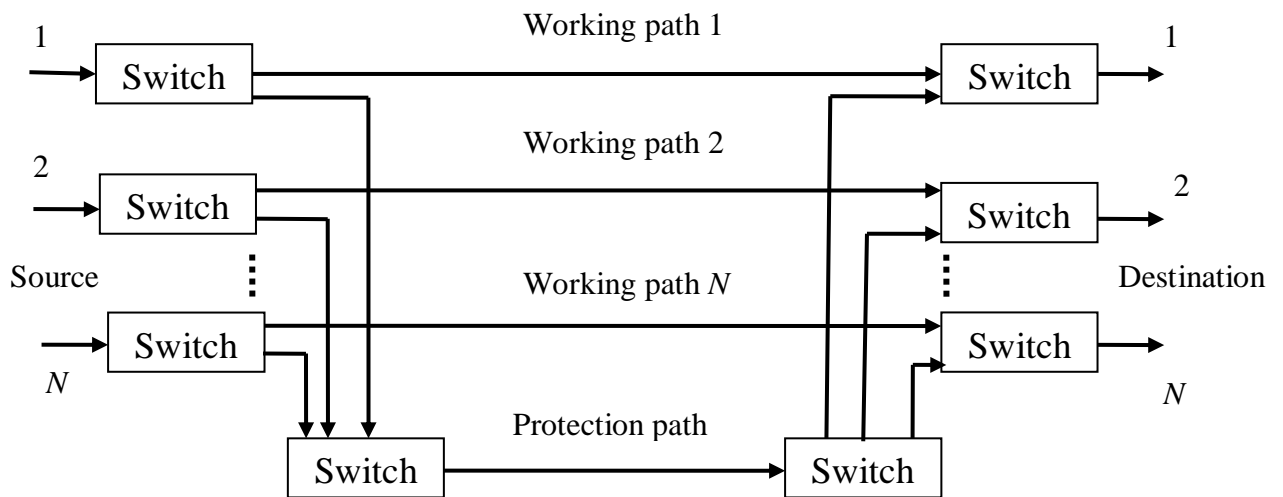 Working path 1
1
1
Switch
Switch
Working path 2
2
2
Switch
Switch
Source
Working path N
Destination
Switch
Switch
N
N
Protection path
Switch
Switch